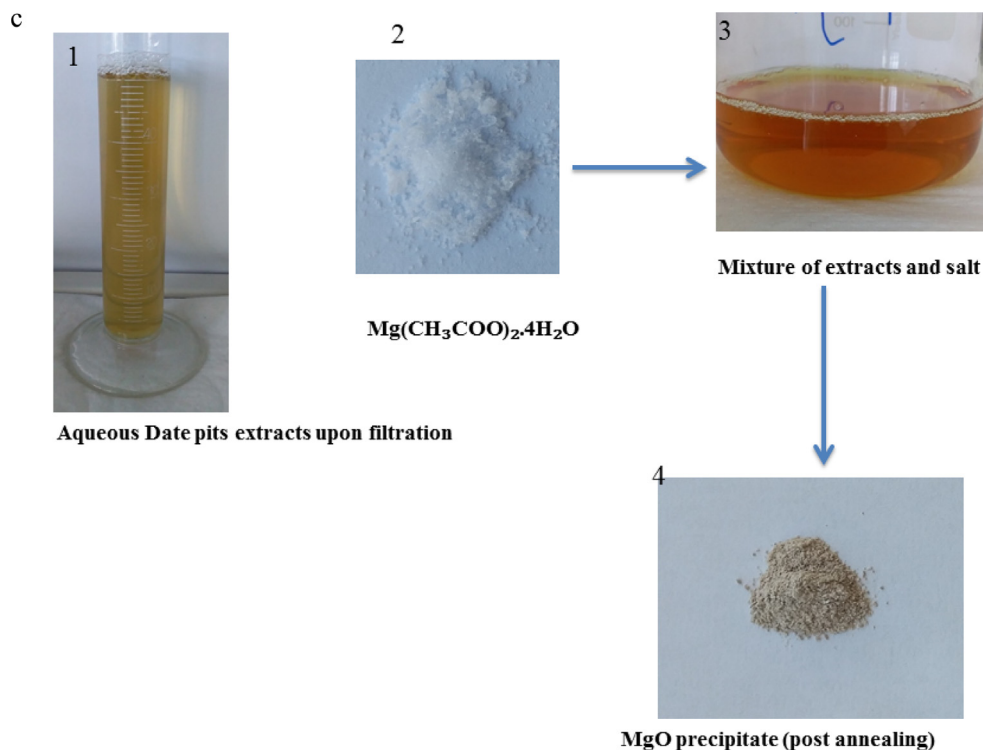 c
1
2
3
100
Mg(CH₃COO)₂.4H₂O
Mixture of extracts and salt
Aqueous Date pits extracts upon filtration
4
MgO precipitate (post annealing)